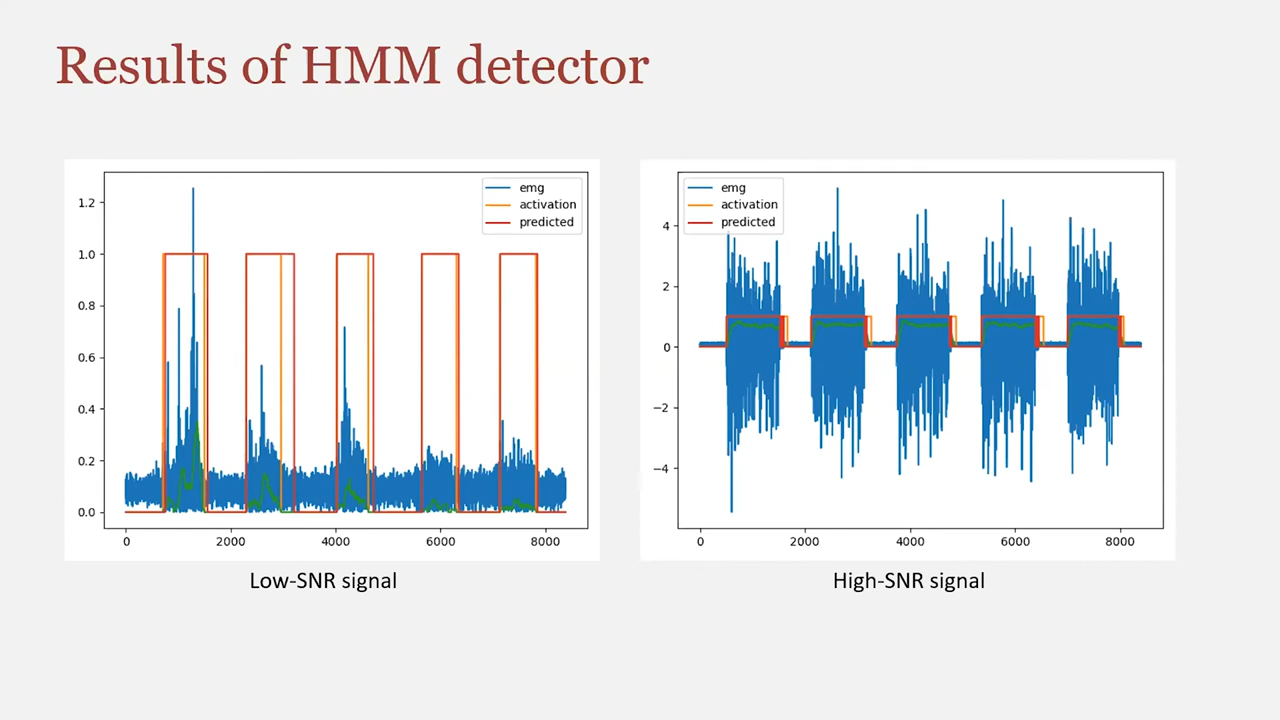 Results of HMM detector
emg
activation
predicted
1.2
1.0
0.8
0.6
0.4
0.2
0.0
0 2000 4000 6000 8000
Low-SNR signal
emg
activation
predicted
4
2
0
−2
−4
0 2000 4000 6000 8000
High-SNR signal